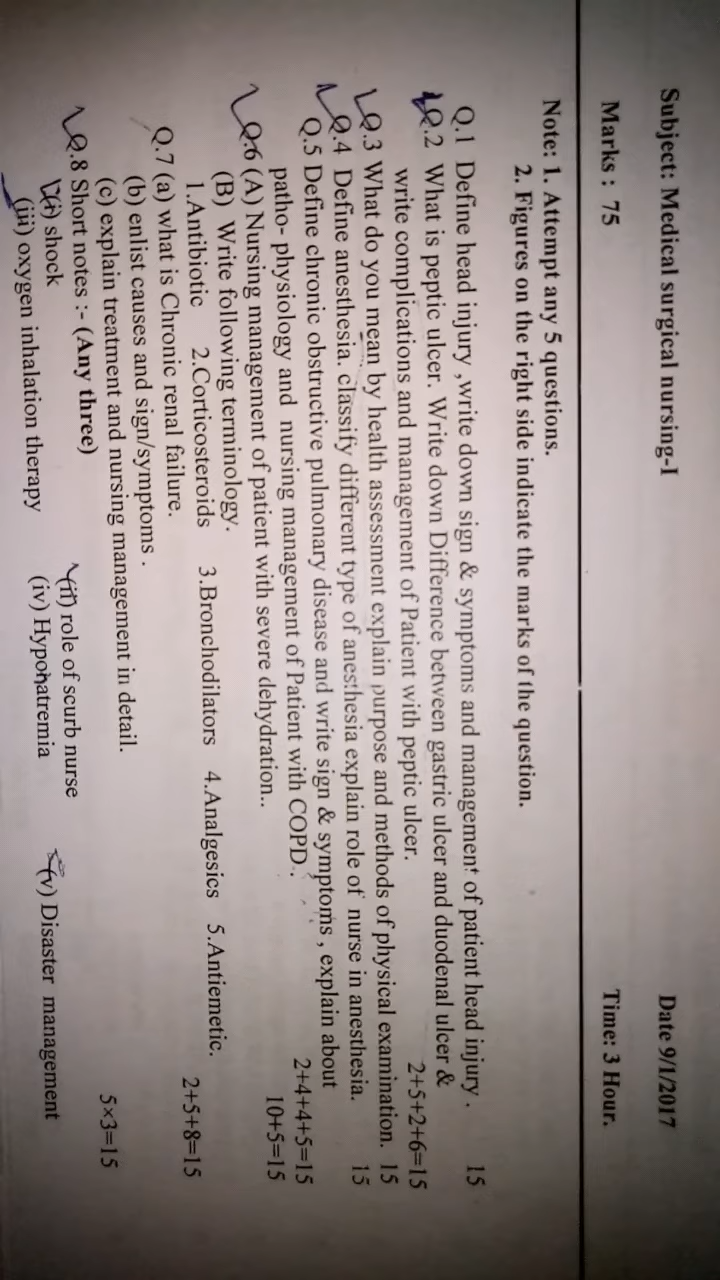 Subject: Medical surgical nursing-I Date 9/1/2017
Marks : 75 Time: 3 Hour.
Note: 1. Attempt any 5 questions.
2. Figures on the right side indicate the marks of the question.
Q.1 Define head injury ,write down sign & symptoms and management of patient head injury . 15
Q.2 What is peptic ulcer. Write down Difference between gastric ulcer and duodenal ulcer &
write complications and management of Patient with peptic ulcer. 2+5+2+6=15
Q.3 What do you mean by health assessment explain purpose and methods of physical examination. 15
Q.4 Define anesthesia. classify different type of anesthesia explain role of nurse in anesthesia. 15
Q.5 Define chronic obstructive pulmonary disease and write sign & symptoms , explain about
patho- physiology and nursing management of Patient with COPD . 2+4+4+5=15
Q.6 (A) Nursing management of patient with severe dehydration.. 10+5=15
(B) Write following terminology.
1.Antibiotic 2.Corticosteroids 3.Bronchodilators 4.Analgesics 5.Antiemetic.
Q.7 (a) what is Chronic renal failure. 2+5+8=15
(b) enlist causes and sign/symptoms .
(c) explain treatment and nursing management in detail.
Q.8 Short notes :- (Any three) 5×3=15
(i) shock (ii) role of scurb nurse (v) Disaster management
(iii) oxygen inhalation therapy (iv) Hyponatremia